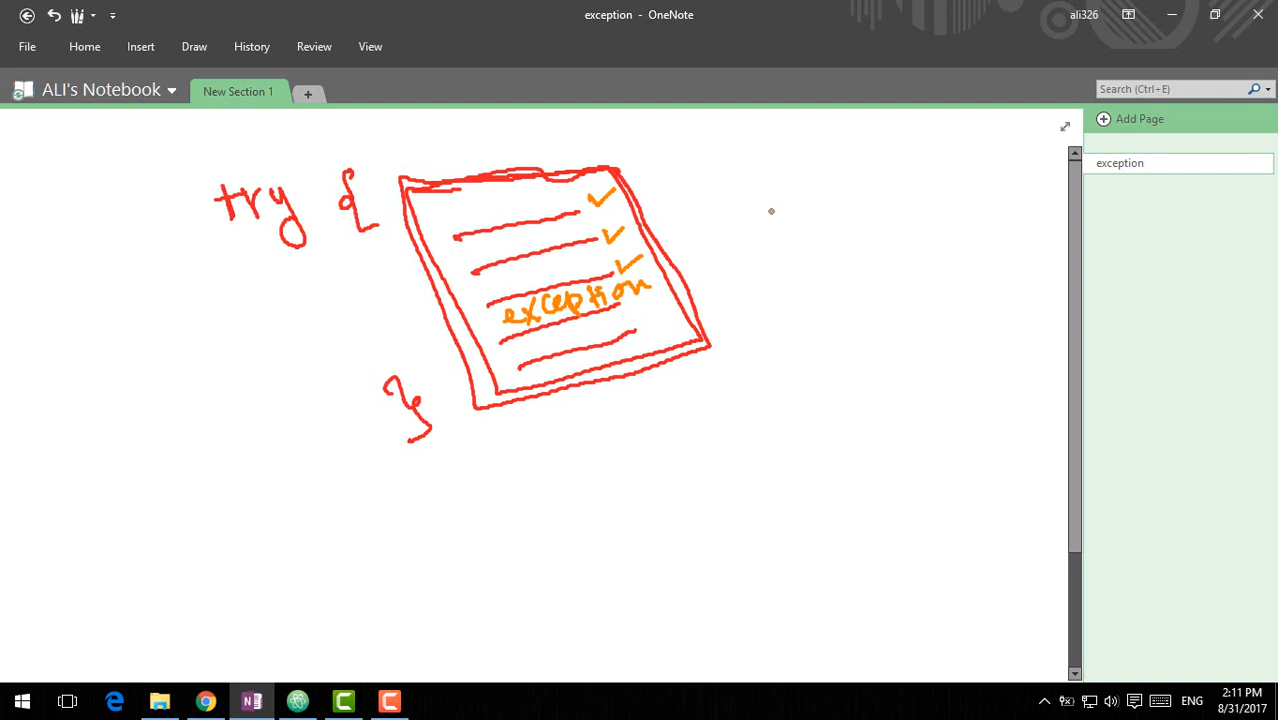 exception - OneNote
ali326
File Home Insert Draw History Review View
ALI's Notebook New Section 1 +
Search (Ctrl+E)
Add Page
exception
try {
exception
}
ENG
2:11 PM
8/31/2017